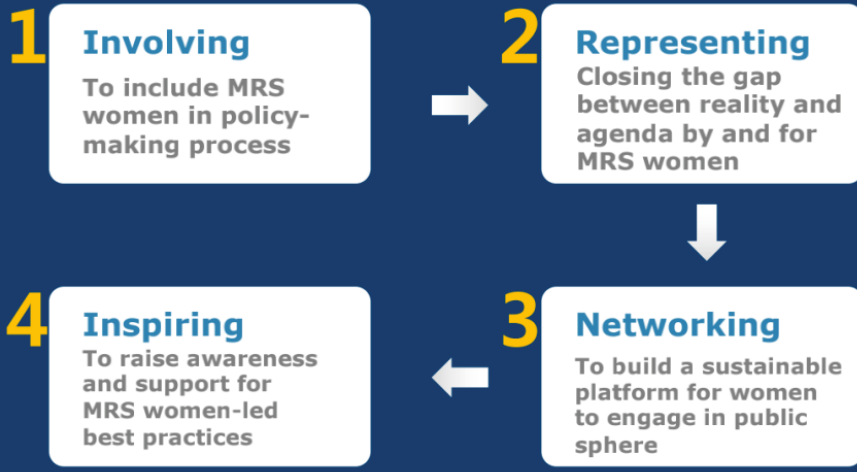 1
Involving
To include MRS
women in policy-
making process
2
Representing
Closing the gap
between reality and
agenda by and for
MRS women
3
Networking
To build a sustainable
platform for women
to engage in public
sphere
4
Inspiring
To raise awareness
and support for
MRS women-led
best practices